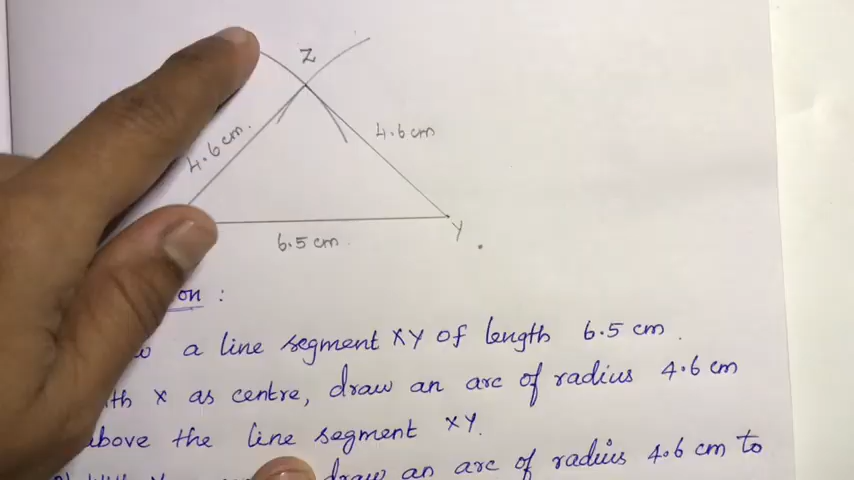 Z
4.6 cm.
4.6 cm
6.5 cm.
Y
on :
a line segment XY of length 6.5 cm.
X as centre, draw an arc of radius 4.6 cm
above the line segment XY.
draw an arc of radius 4.6 cm to